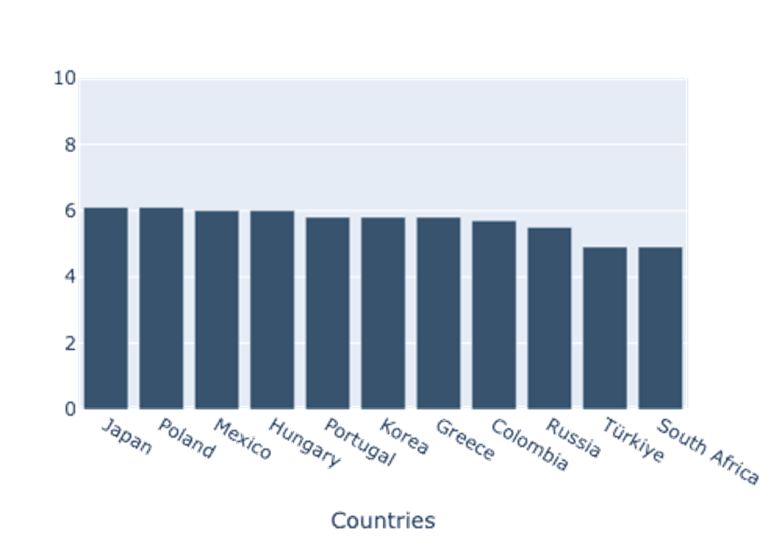 10
8
6
4
2
0
Japan
Poland
Mexico
Hungary
Portugal
Korea
Greece
Colombia
Russia
Türkiye
South Africa
Countries